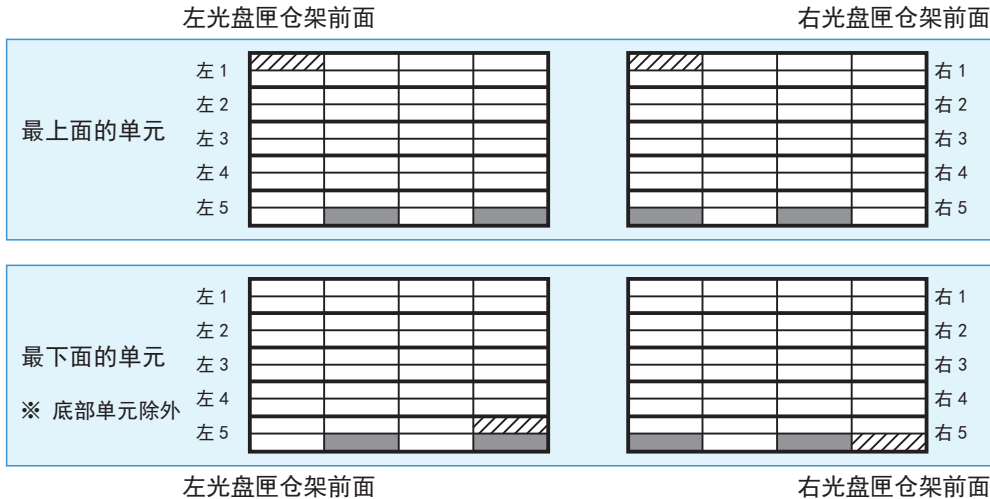 左光盘匣仓架前面 右光盘匣仓架前面
左 1 右 1
左 2 右 2
最上面的单元
左 3 右 3
左 4 右 4
左 5 右 5
左 1 右 1
左 2 右 2
最下面的单元
左 3 右 3
※ 底部单元除外
左 4 右 4
左 5 右 5
左光盘匣仓架前面 右光盘匣仓架前面